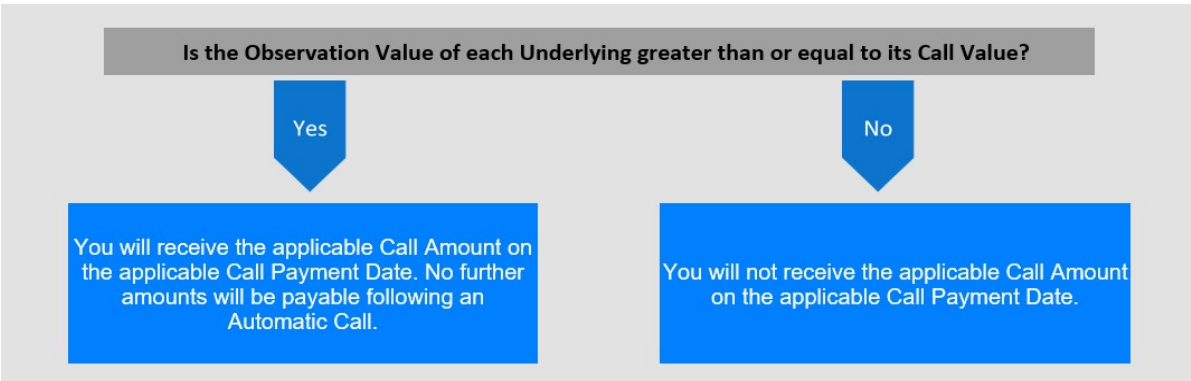 Is the Observation Value of each Underlying greater than or equal to its Call Value?
Yes
No
You will receive the applicable Call Amount on
the applicable Call Payment Date. No further
amounts will be payable following an
Automatic Call.
You will not receive the applicable Call Amount
on the applicable Call Payment Date.